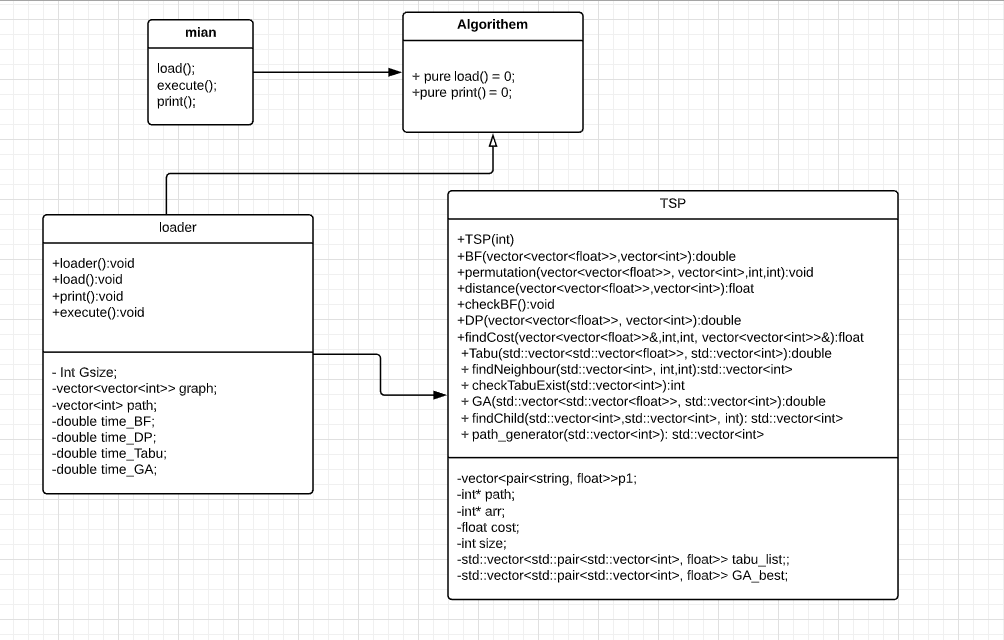 mian
load();
execute();
print();
Algorithem
+ pure load() = 0;
+pure print() = 0;
loader
+loader():void
+load():void
+print():void
+execute():void
- Int Gsize;
-vector<vector<int>> graph;
-vector<int> path;
-double time_BF;
-double time_DP;
-double time_Tabu;
-double time_GA;
TSP
+TSP(int)
+BF(vector<vector<float>>,vector<int>):double
+permutation(vector<vector<float>>, vector<int>,int,int):void
+distance(vector<vector<float>>,vector<int>):float
+checkBF():void
+DP(vector<vector<float>>, vector<int>):double
+findCost(vector<vector<float>>&,int,int, vector<vector<int>>&):float
+Tabu(std::vector<std::vector<float>>, std::vector<int>):double
+ findNeighbour(std::vector<int>, int,int):std::vector<int>
+ checkTabuExist(std::vector<int>):int
+ GA(std::vector<std::vector<float>>, std::vector<int>):double
+ findChild(std::vector<int>,std::vector<int>, int): std::vector<int>
+ path_generator(std::vector<int>): std::vector<int>
-vector<pair<string, float>>p1;
-int* path;
-int* arr;
-float cost;
-int size;
-std::vector<std::pair<std::vector<int>, float>> tabu_list;;
-std::vector<std::pair<std::vector<int>, float>> GA_best;